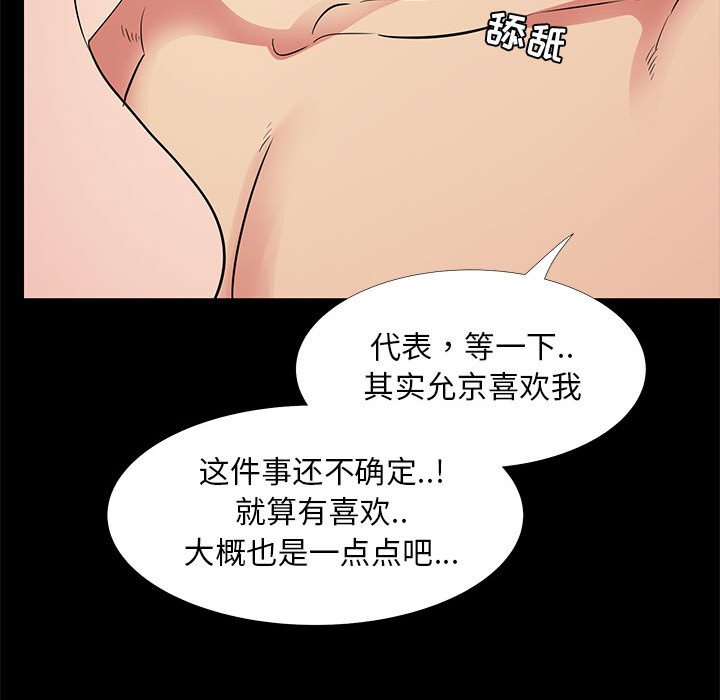 舔舐
代表，等一下..
其实允京喜欢我
这件事还不确定..!
就算有喜欢..
大概也是一点点吧...